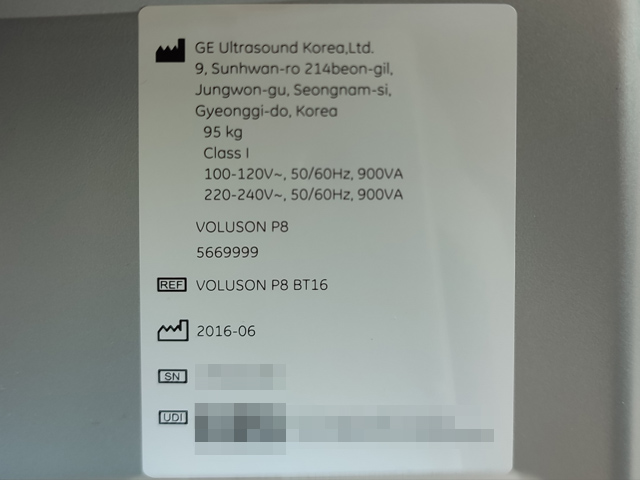 GE Ultrasound Korea,Ltd.
9, Sunhwan-ro 214beon-gil,
Jungwon-gu, Seongnam-si,
Gyeonggi-do, Korea
95 kg
Class I
100-120V~, 50/60Hz, 900VA
220-240V~, 50/60Hz, 900VA
VOLUSON P8
5669999
REF VOLUSON P8 BT16
2016-06
SN
UDI